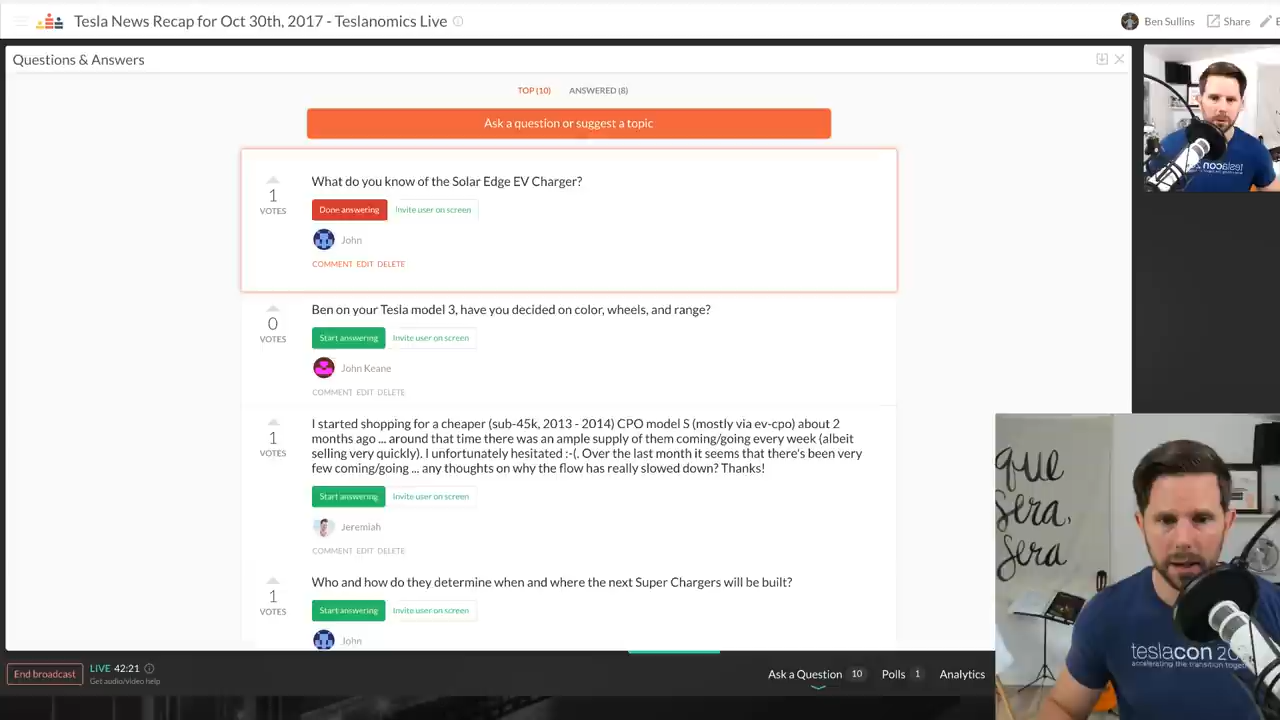 Tesla News Recap for Oct 30th, 2017 - Teslanomics Live
Ben Sullins
Share
Questions & Answers
TOP (10)
ANSWERED (8)
Ask a question or suggest a topic
1
VOTES
What do you know of the Solar Edge EV Charger?
Done answering
Invite user on screen
John
COMMENT EDIT DELETE
0
VOTES
Ben on your Tesla model 3, have you decided on color, wheels, and range?
Start answering
Invite user on screen
John Keane
COMMENT EDIT DELETE
1
VOTES
I started shopping for a cheaper (sub-45k, 2013 - 2014) CPO model S (mostly via ev-cpo) about 2
months ago ... around that time there was an ample supply of them coming/going every week (albeit
selling very quickly). I unfortunately hesitated :-(. Over the last month it seems that there's been very
few coming/going ... any thoughts on why the flow has really slowed down? Thanks!
Start answering
Invite user on screen
Jeremiah
COMMENT EDIT DELETE
1
VOTES
Who and how do they determine when and where the next Super Chargers will be built?
Start answering
Invite user on screen
John
que
sera,
sera
teslacon 20
accelerating the transition together
End broadcast
LIVE 42:21
Get audio/video help
Ask a Question 10
Polls 1
Analytics